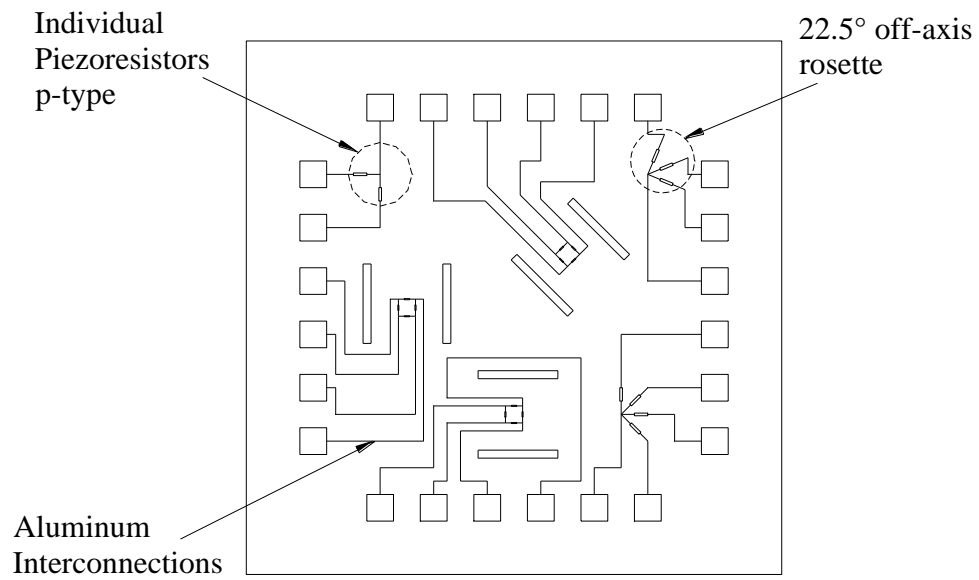 Individual
Piezoresistors
p-type
22.5° off-axis
rosette
Aluminum
Interconnections